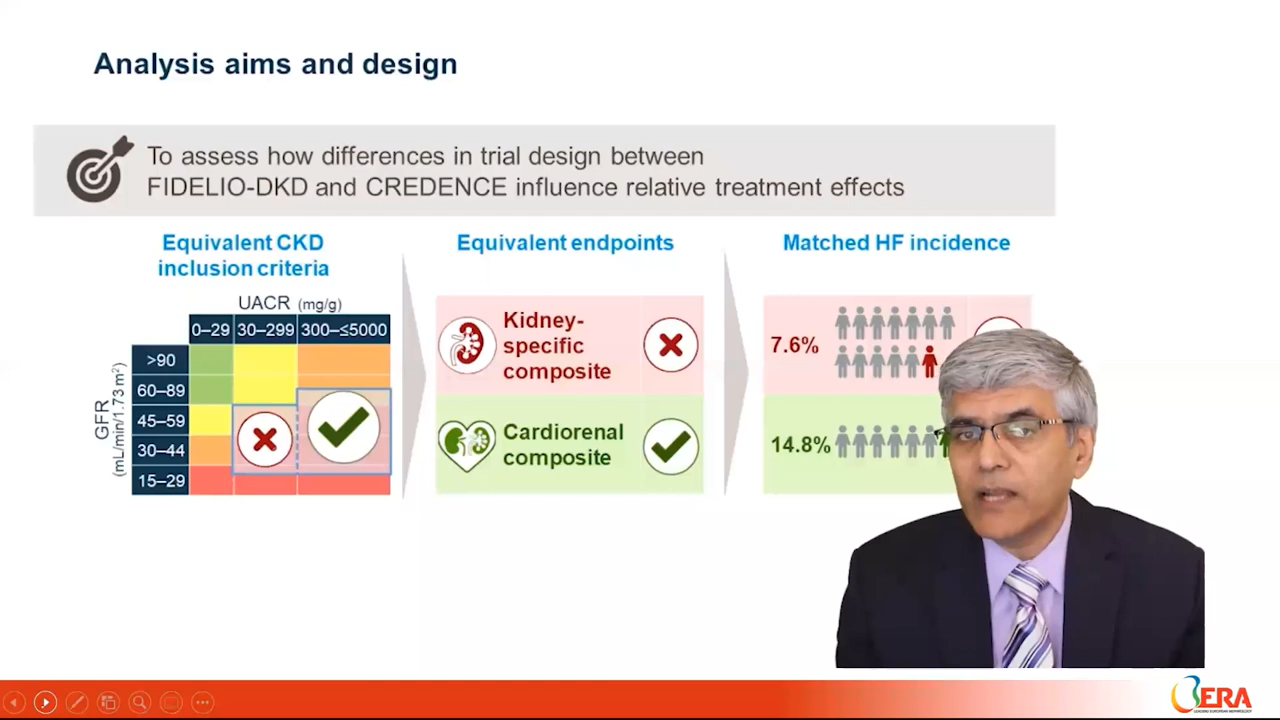 Analysis aims and design
To assess how differences in trial design between
FIDELIO-DKD and CREDENCE influence relative treatment effects
Equivalent CKD
inclusion criteria
UACR (mg/g)
0–29 30–299 300–≤5000
GFR
(mL/min/1.73 m²)
>90
60–89
45–59
30–44
15–29
Equivalent endpoints
Kidney-
specific
composite
Cardiorenal
composite
Matched HF incidence
7.6%
14.8%
ERA
LEADING EUROPEAN NEPHROLOGY